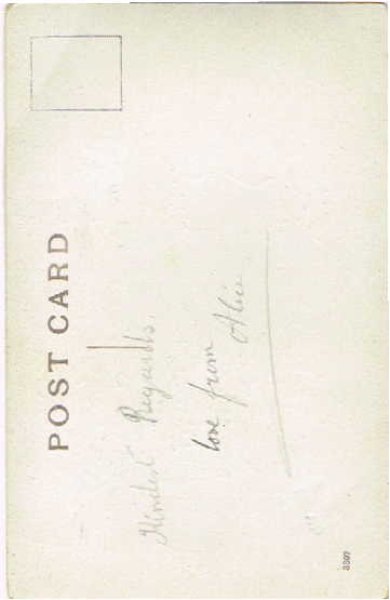 POST CARD
Kindest Regards.
love from
Alice